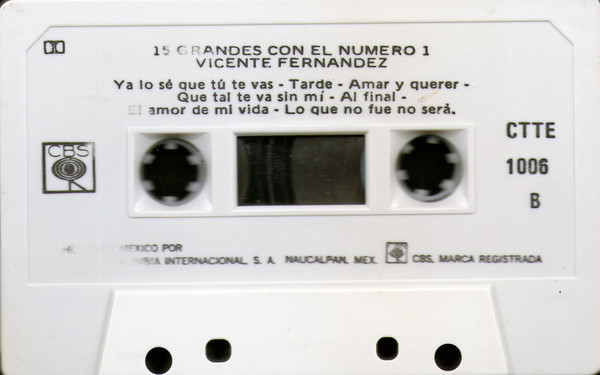 15 GRANDES CON EL NUMERO 1
VICENTE FERNANDEZ
Ya lo sé que tú te vas - Tarde - Amar y querer -
Que tal te va sin mí - Al final -
El amor de mi vida - Lo que no fue no será.
CBS
CTTE
1006
B
MEXICO POR
INTERNACIONAL, S. A. NAUCALPAN, MEX. CBS, MARCA REGISTRADA